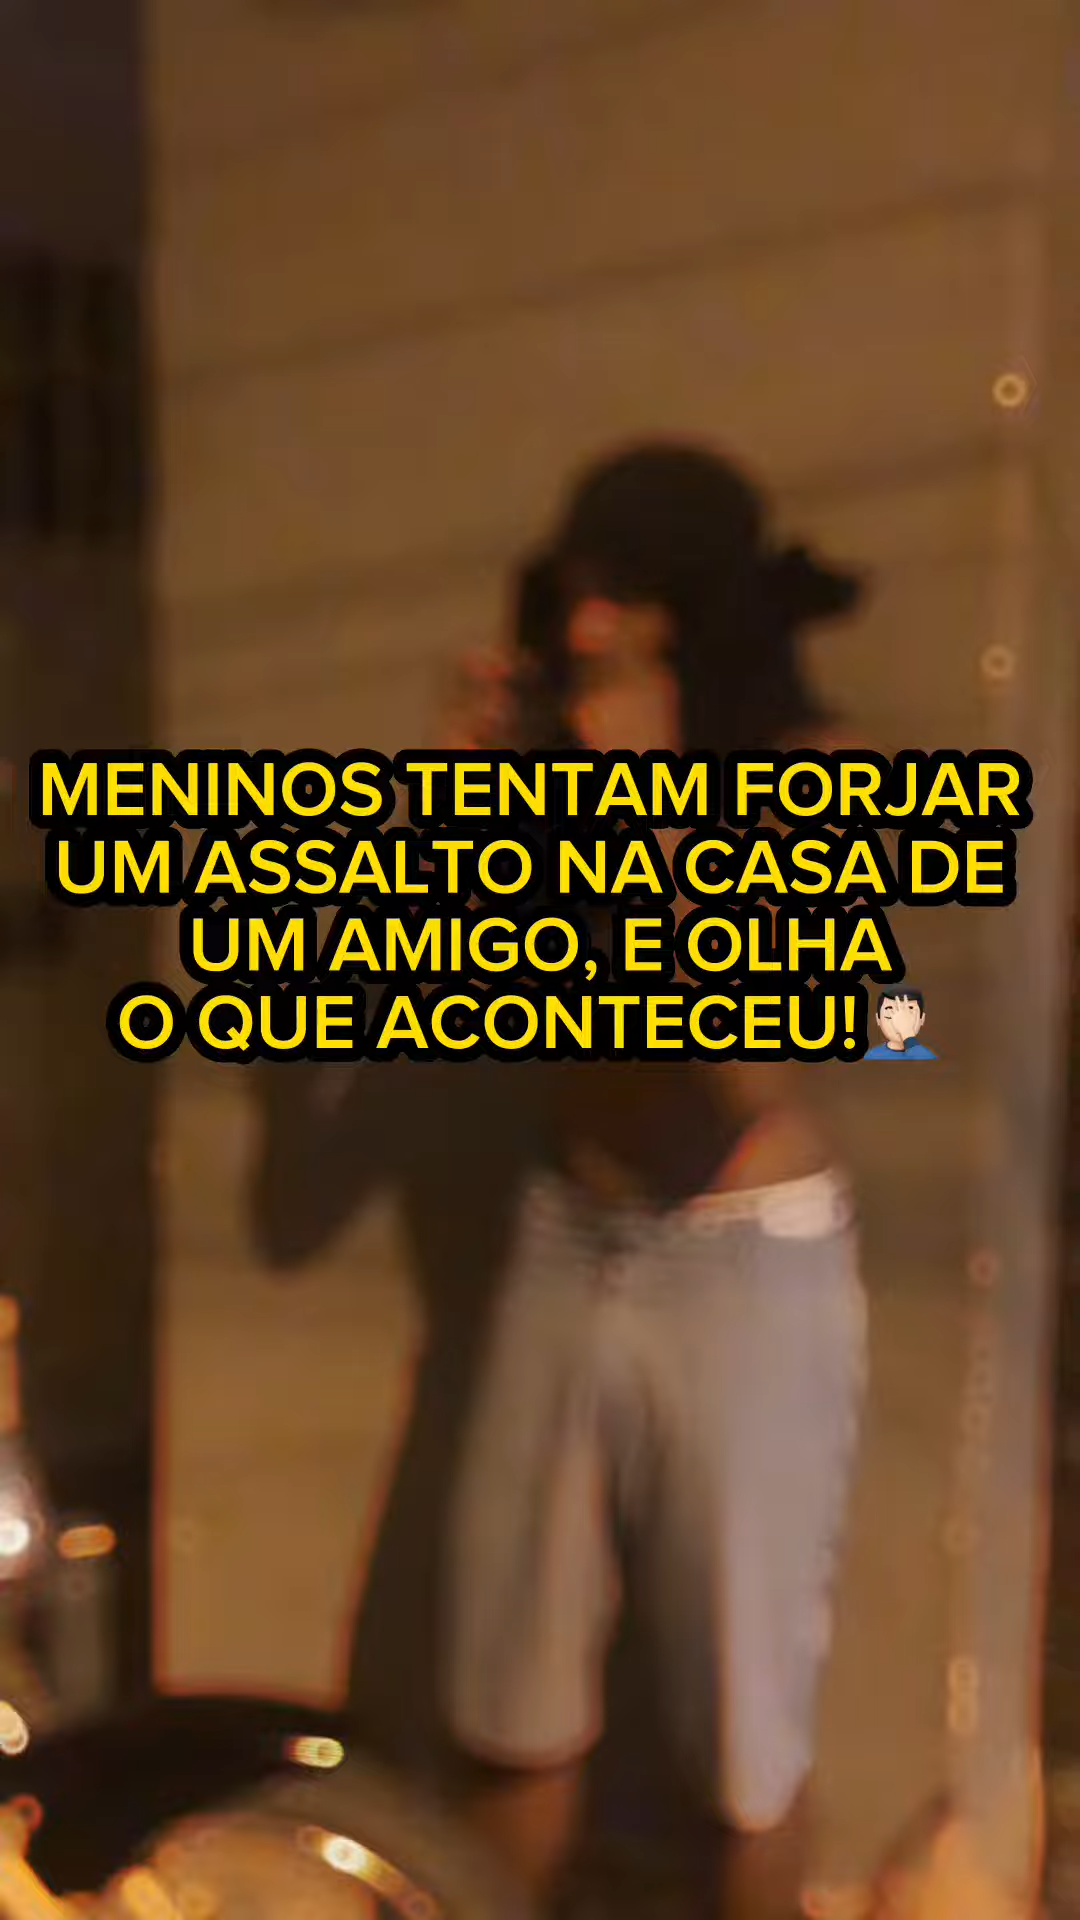 MENINOS TENTAM FORJAR
UM ASSALTO NA CASA DE
UM AMIGO, E OLHA
O QUE ACONTECEU!🤦🏻‍♂️